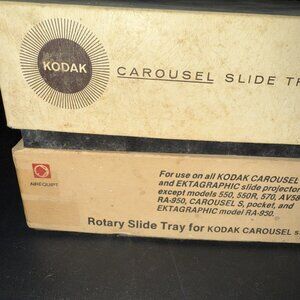 KODAK
CAROUSEL SLIDE TR
AIREQUIPT
For use on all KODAK CAROUSEL
and EKTAGRAPHIC slide projector
except models 550, 550R, 570, AV58
RA-950, CAROUSEL S, pocket, and
EKTAGRAPHIC model RA-930.
Rotary Slide Tray for KODAK CAROUSEL